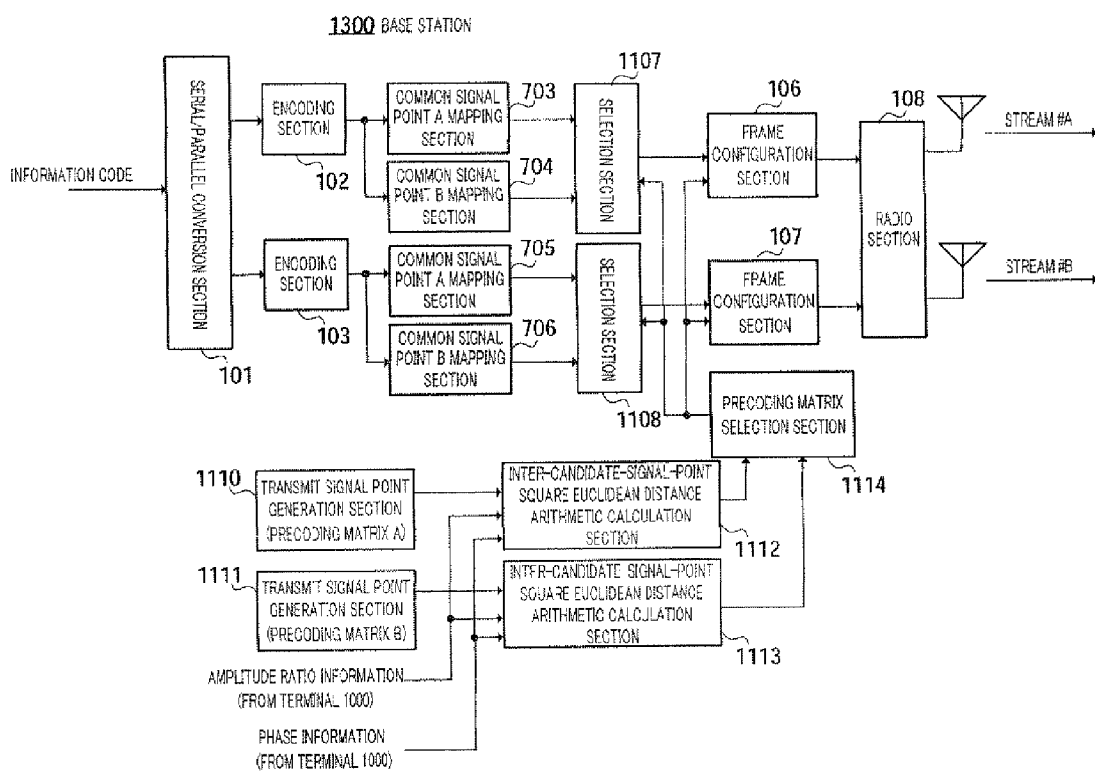 1300 BASE STATION
INFORMATION CODE
SERIAL/PARALLEL CONVERSION SECTION
101
ENCODING
SECTION
102
ENCODING
SECTION
103
COMMON SIGNAL
POINT A MAPPING
SECTION
703
COMMON SIGNAL
POINT B MAPPING
SECTION
704
COMMON SIGNAL
POINT A MAPPING
SECTION
705
COMMON SIGNAL
POINT B MAPPING
SECTION
706
1107
SELECTION SECTION
SELECTION SECTION
1108
106
FRAME
CONFIGURATION
SECTION
107
FRAME
CONFIGURATION
SECTION
108
RADIO
SECTION
STREAM #A
STREAM #B
PRECODING MATRIX
SELECTION SECTION
1114
1110
TRANSMIT SIGNAL POINT
GENERATION SECTION
(PRECODING MATRIX A)
1111
TRANSMIT SIGNAL POINT
GENERATION SECTION
(PRECODING MATRIX B)
INTER-CANDIDATE-SIGNAL-POINT
SQUARE EUCLIDEAN DISTANCE
ARITHMETIC CALCULATION
SECTION
1112
INTER-CANDIDATE SIGNAL-POINT
SQUARE EUCLIDEAN DISTANCE
ARITHMETIC CALCULATION
SECTION
1113
AMPLITUDE RATIO INFORMATION
(FROM TERMINAL 1000)
PHASE INFORMATION
(FROM TERMINAL 1000)